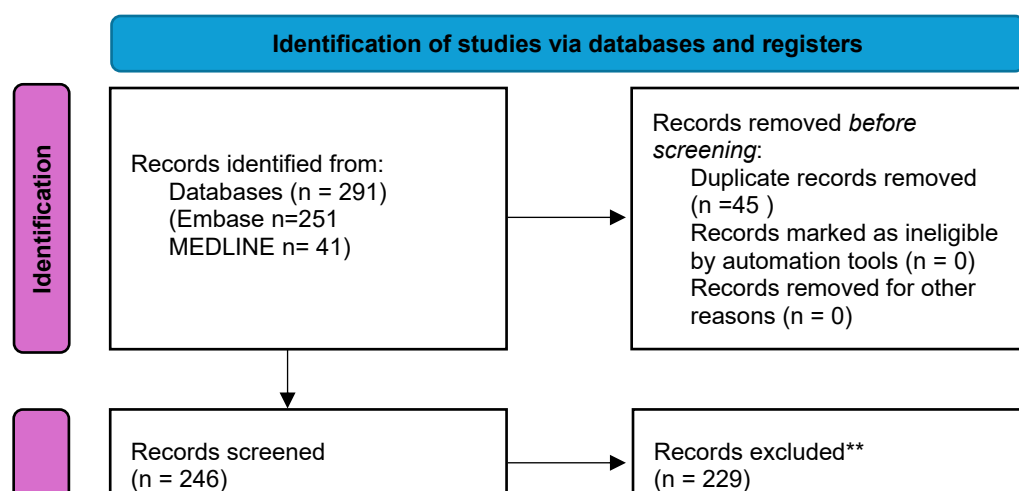 Identification of studies via databases and registers
Identification
Records identified from:
Databases (n = 291)
(Embase n=251
MEDLINE n= 41)
Records removed before
screening:
Duplicate records removed
(n =45 )
Records marked as ineligible
by automation tools (n = 0)
Records removed for other
reasons (n = 0)
Records screened
(n = 246)
Records excluded**
(n = 229)